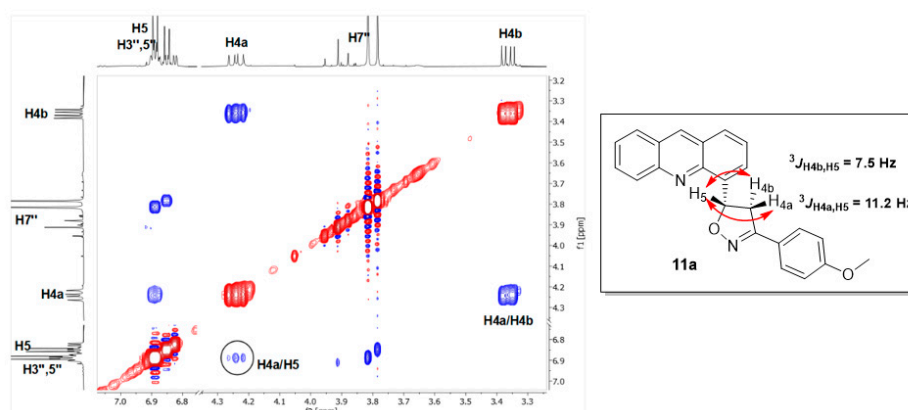 H5
H3'',5''
H4a
H7''
H4b
H4b
H7''
H4a
H5
H3'',5''
H4a/H5
H4a/H4b
3.2
3.3
3.4
3.5
3.6
3.7
3.8
3.9
4.0
4.1
4.2
4.3
6.8
6.9
7.0
f1 [ppm]
7.0 6.9 6.8 4.3 4.2 4.1 4.0 3.9 3.8 3.7 3.6 3.5 3.4 3.3
N
H5
H4b
H4a
O
N
O
11a
³JH4b,H5 = 7.5 Hz
³JH4a,H5 = 11.2 Hz